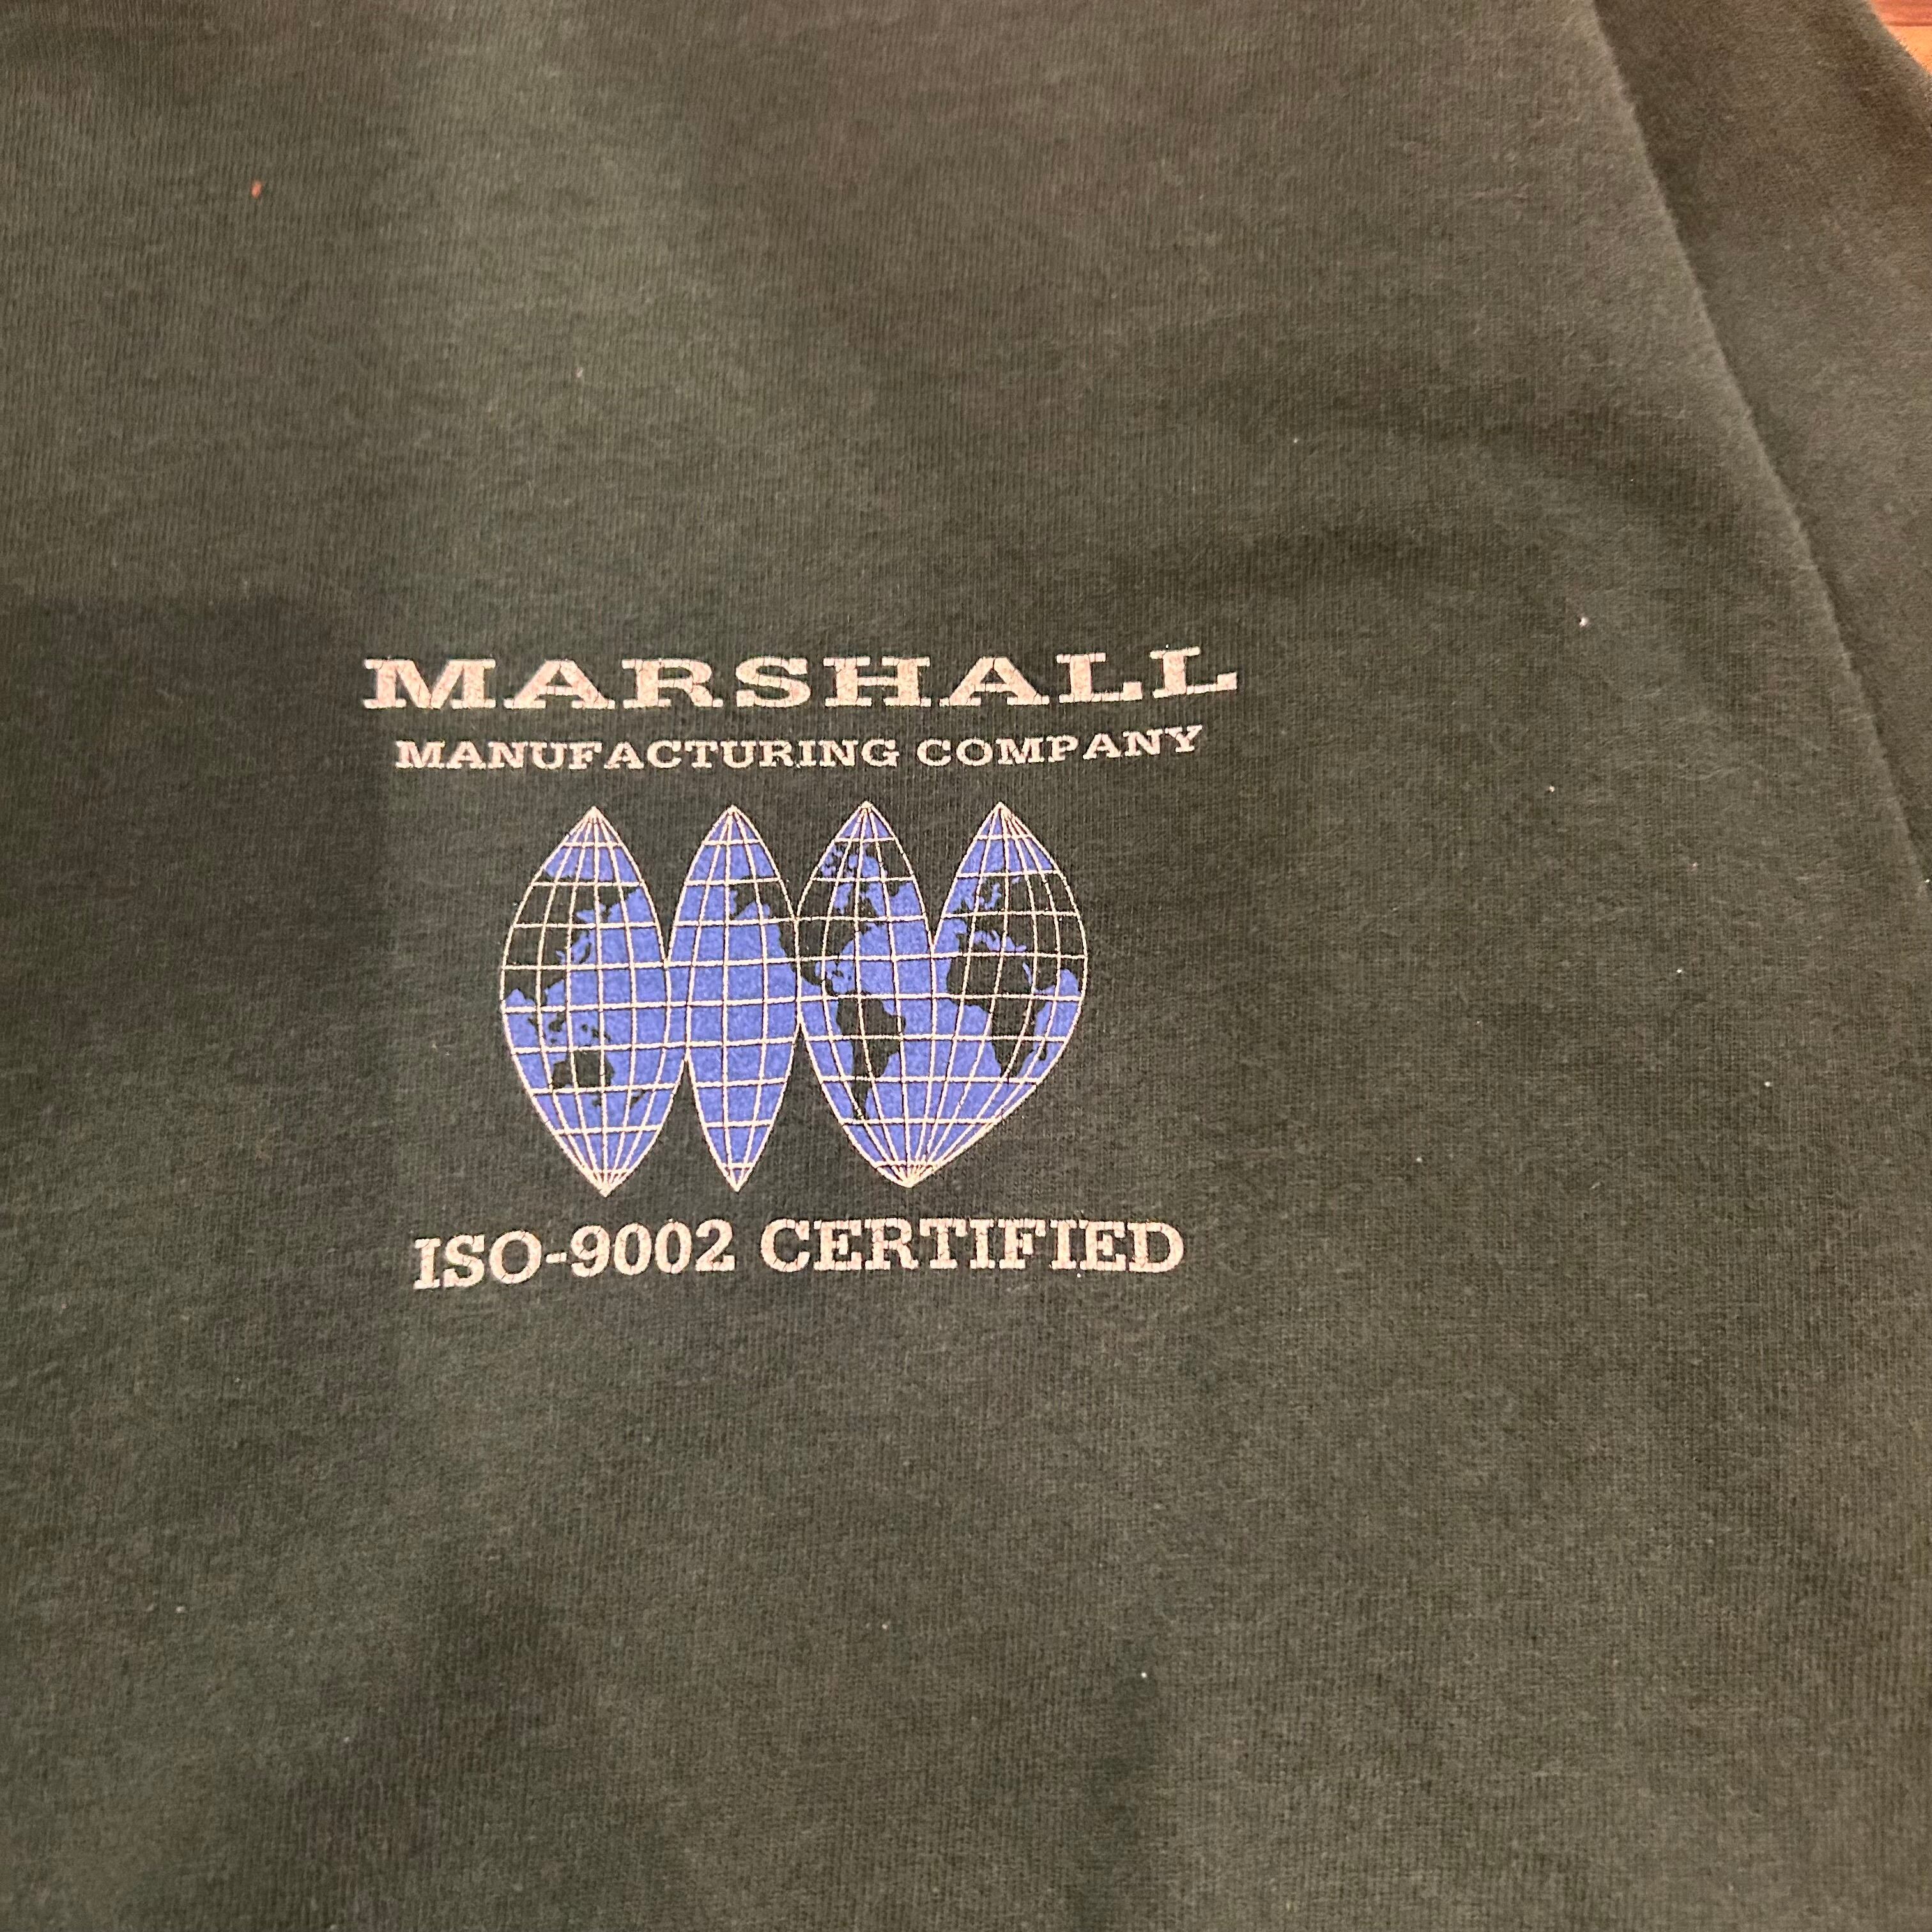 MARSHALL
MANUFACTURING COMPANY
ISO-9002 CERTIFIED